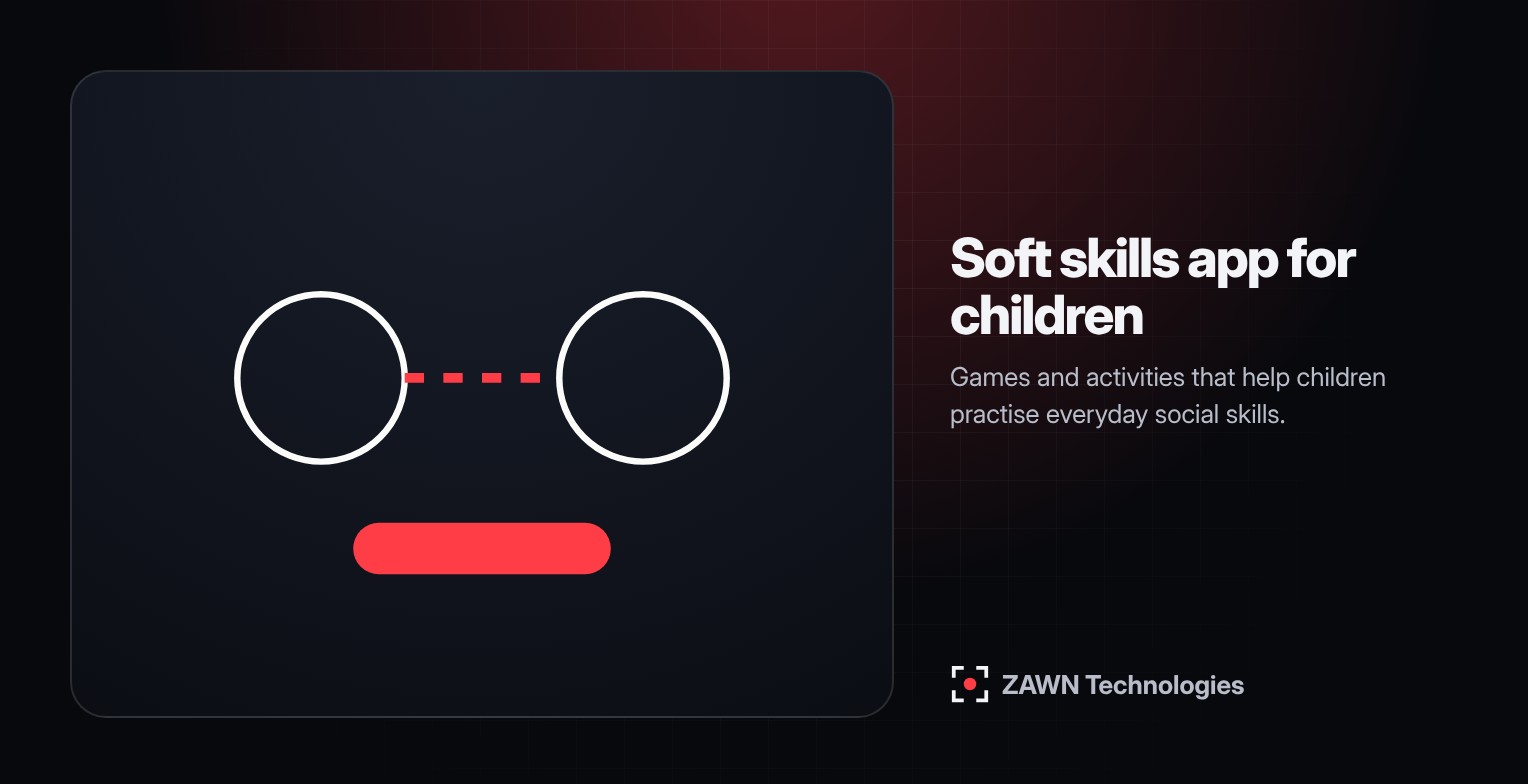 Soft skills app for
children
Games and activities that help children
practise everyday social skills.
ZAWN Technologies